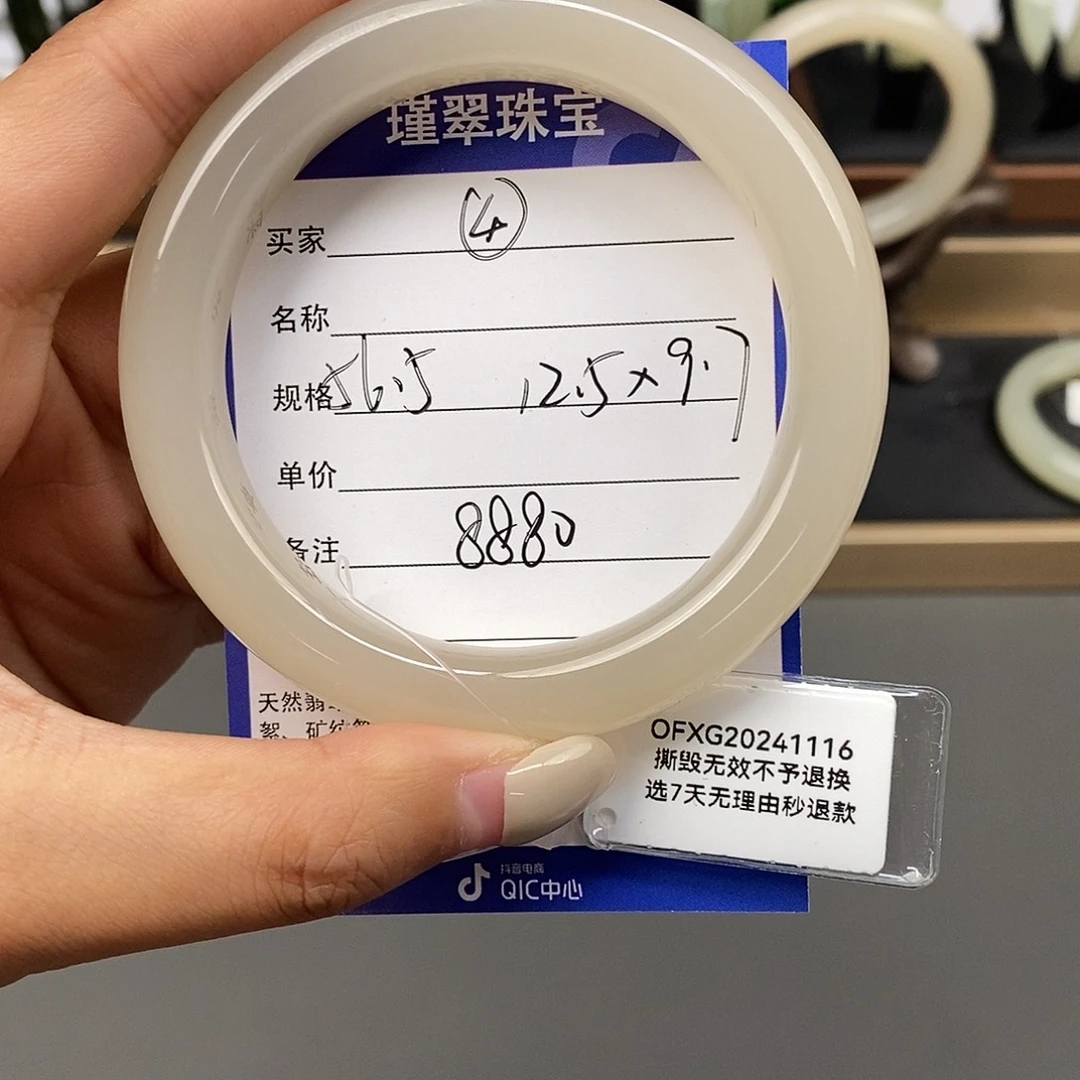 瑾翠珠宝
买家 ④
名称
规格 56.5 12.5×9.7
单价
备注 8880
天然翡
絮、矿纹
OFXG20241116
撕毁无效不予退换
选7天无理由秒退款
抖音电商
QIC中心